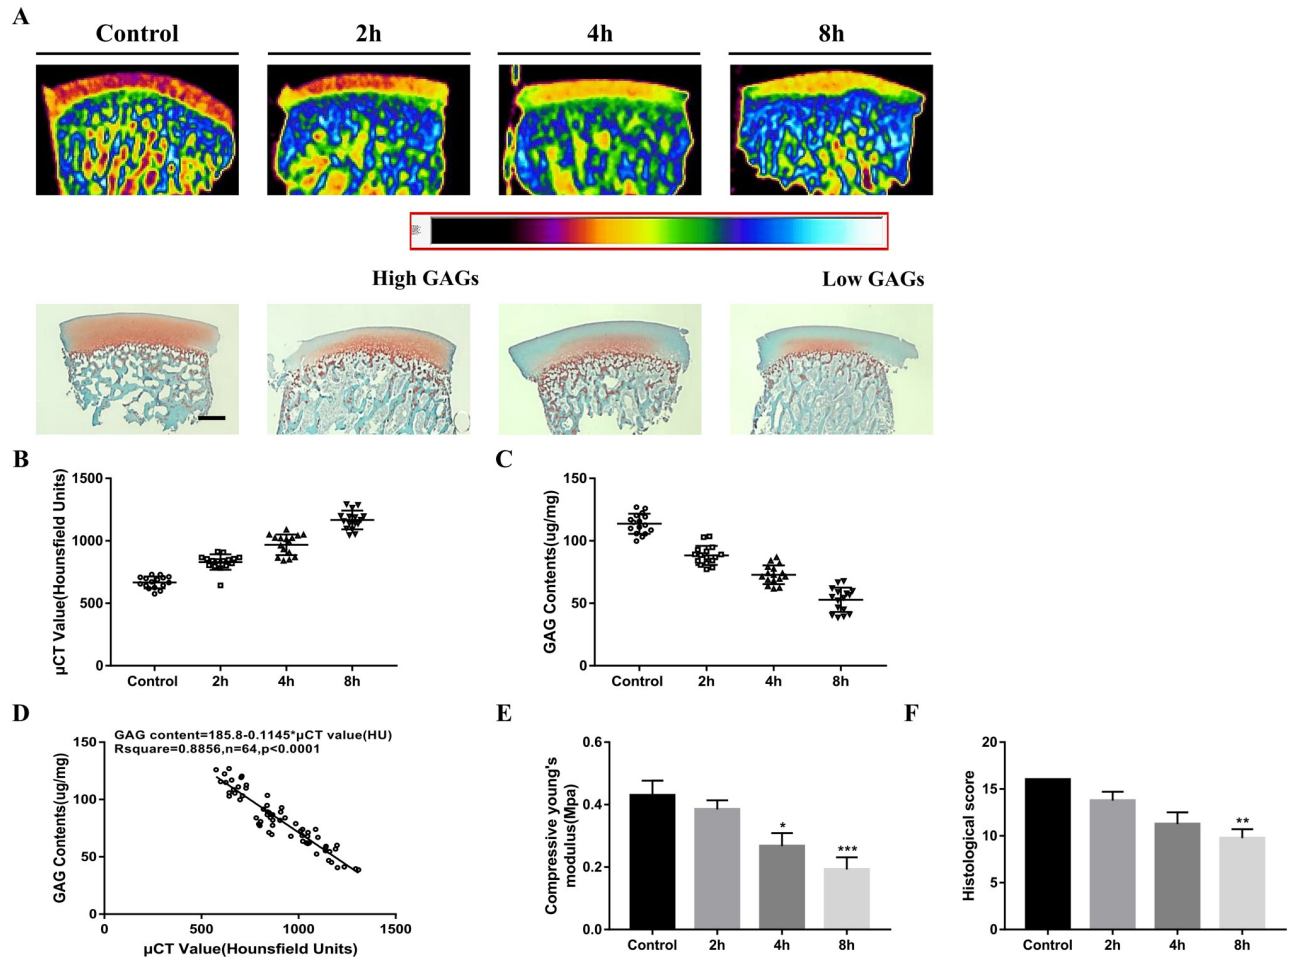 A
Control
2h
4h
8h
High GAGs
Low GAGs
B
µCT Value(Hounsfield Units)
1500
1000
500
0
Control
2h
4h
8h
C
GAG Contents(ug/mg)
150
100
50
0
Control
2h
4h
8h
D
GAG content=185.8-0.1145*µCT value(HU)
Rsquare=0.8856,n=64,p<0.0001
GAG Contents(ug/mg)
150
100
50
0
0
500
1000
1500
µCT Value(Hounsfield Units)
E
Compressive young's
modulus(Mpa)
0.6
0.4
0.2
0.0
*
***
Control
2h
4h
8h
F
Histological score
20
15
10
5
0
**
Control
2h
4h
8h